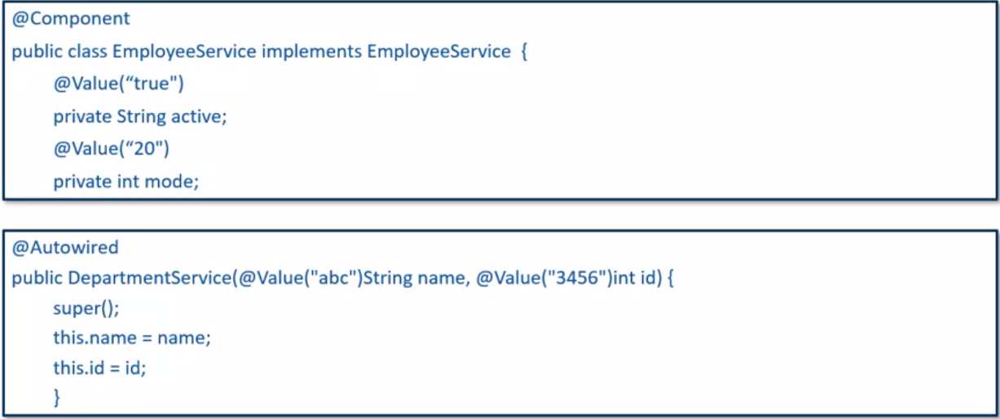 @Component
public class EmployeeService implements EmployeeService {
@Value(“true")
private String active;
@Value(“20")
private int mode;
@Autowired
public DepartmentService(@Value("abc")String name, @Value("3456")int id) {
super();
this.name = name;
this.id = id;
}